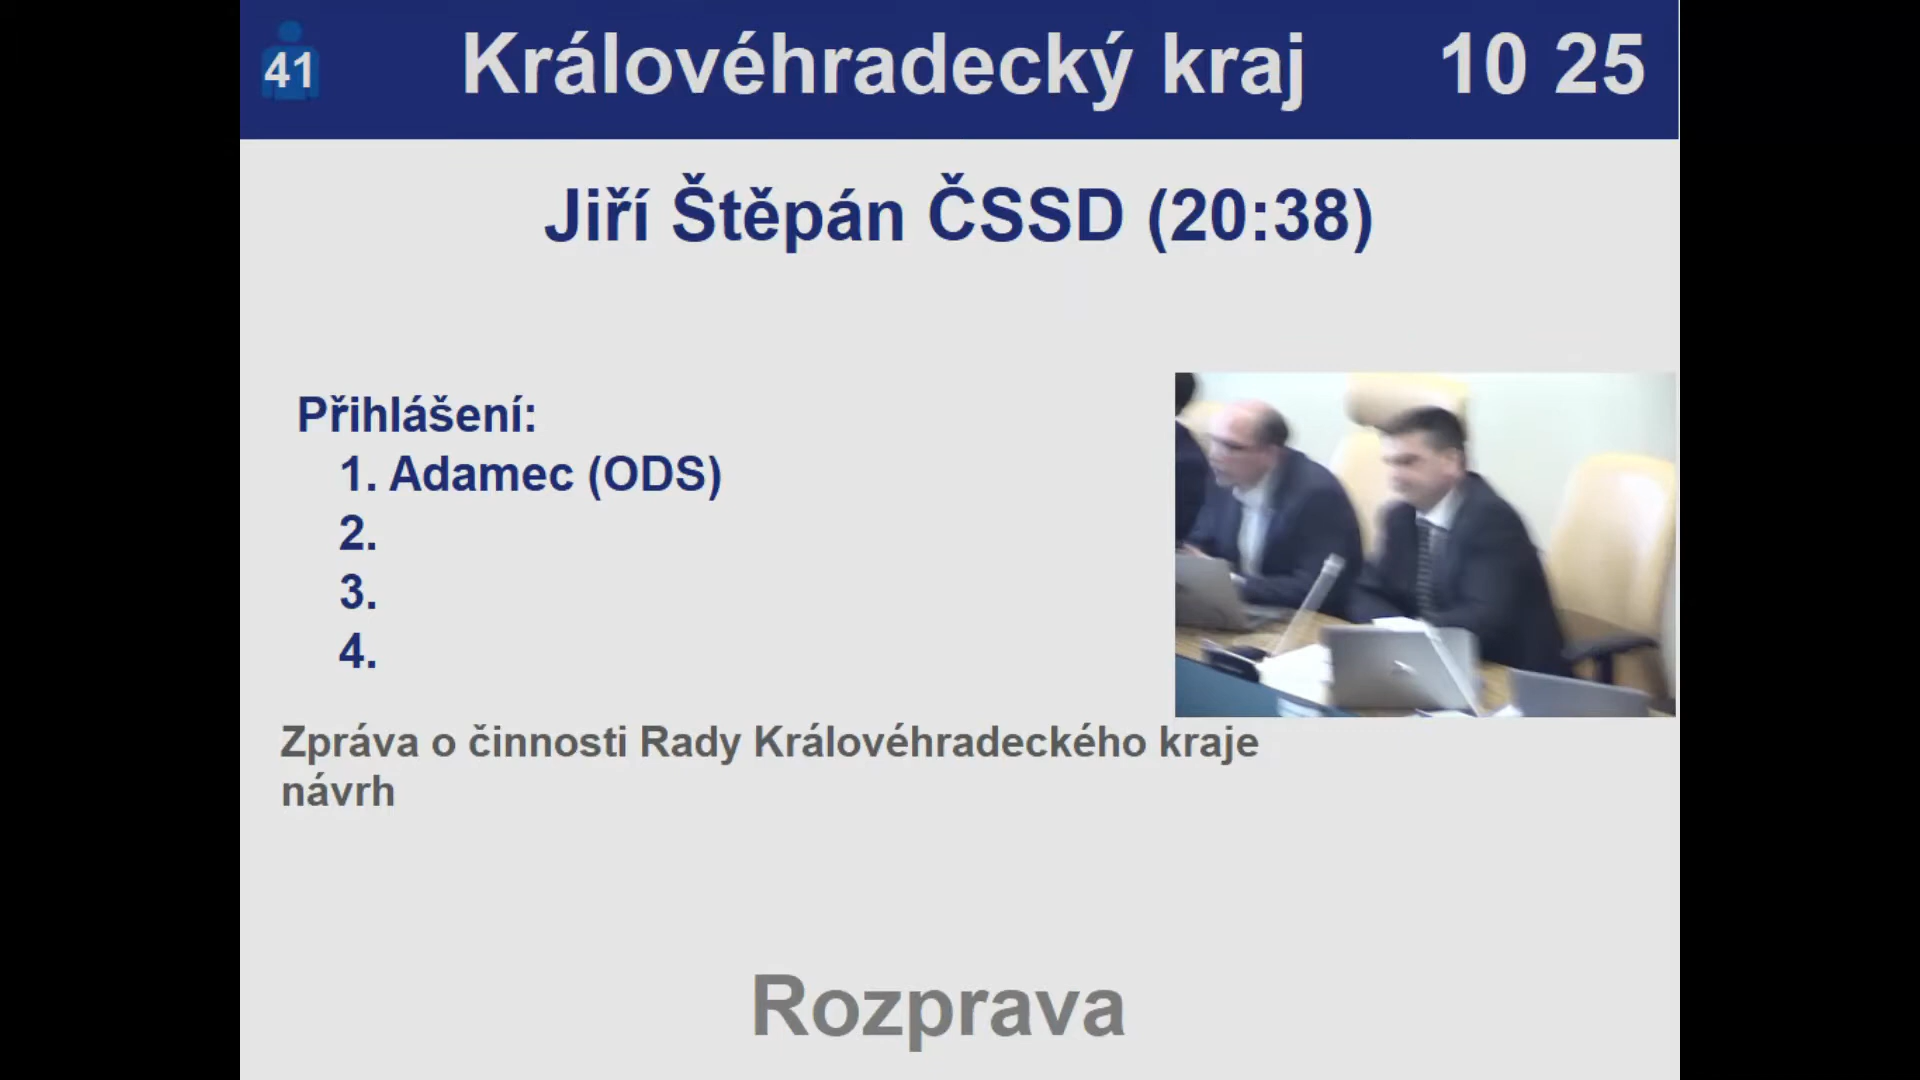 41
Královéhradecký kraj
10 25
Jiří Štěpán ČSSD (20:38)
Přihlášení:
1. Adamec (ODS)
2.
3.
4.
Zpráva o činnosti Rady Královéhradeckého kraje
návrh
Rozprava